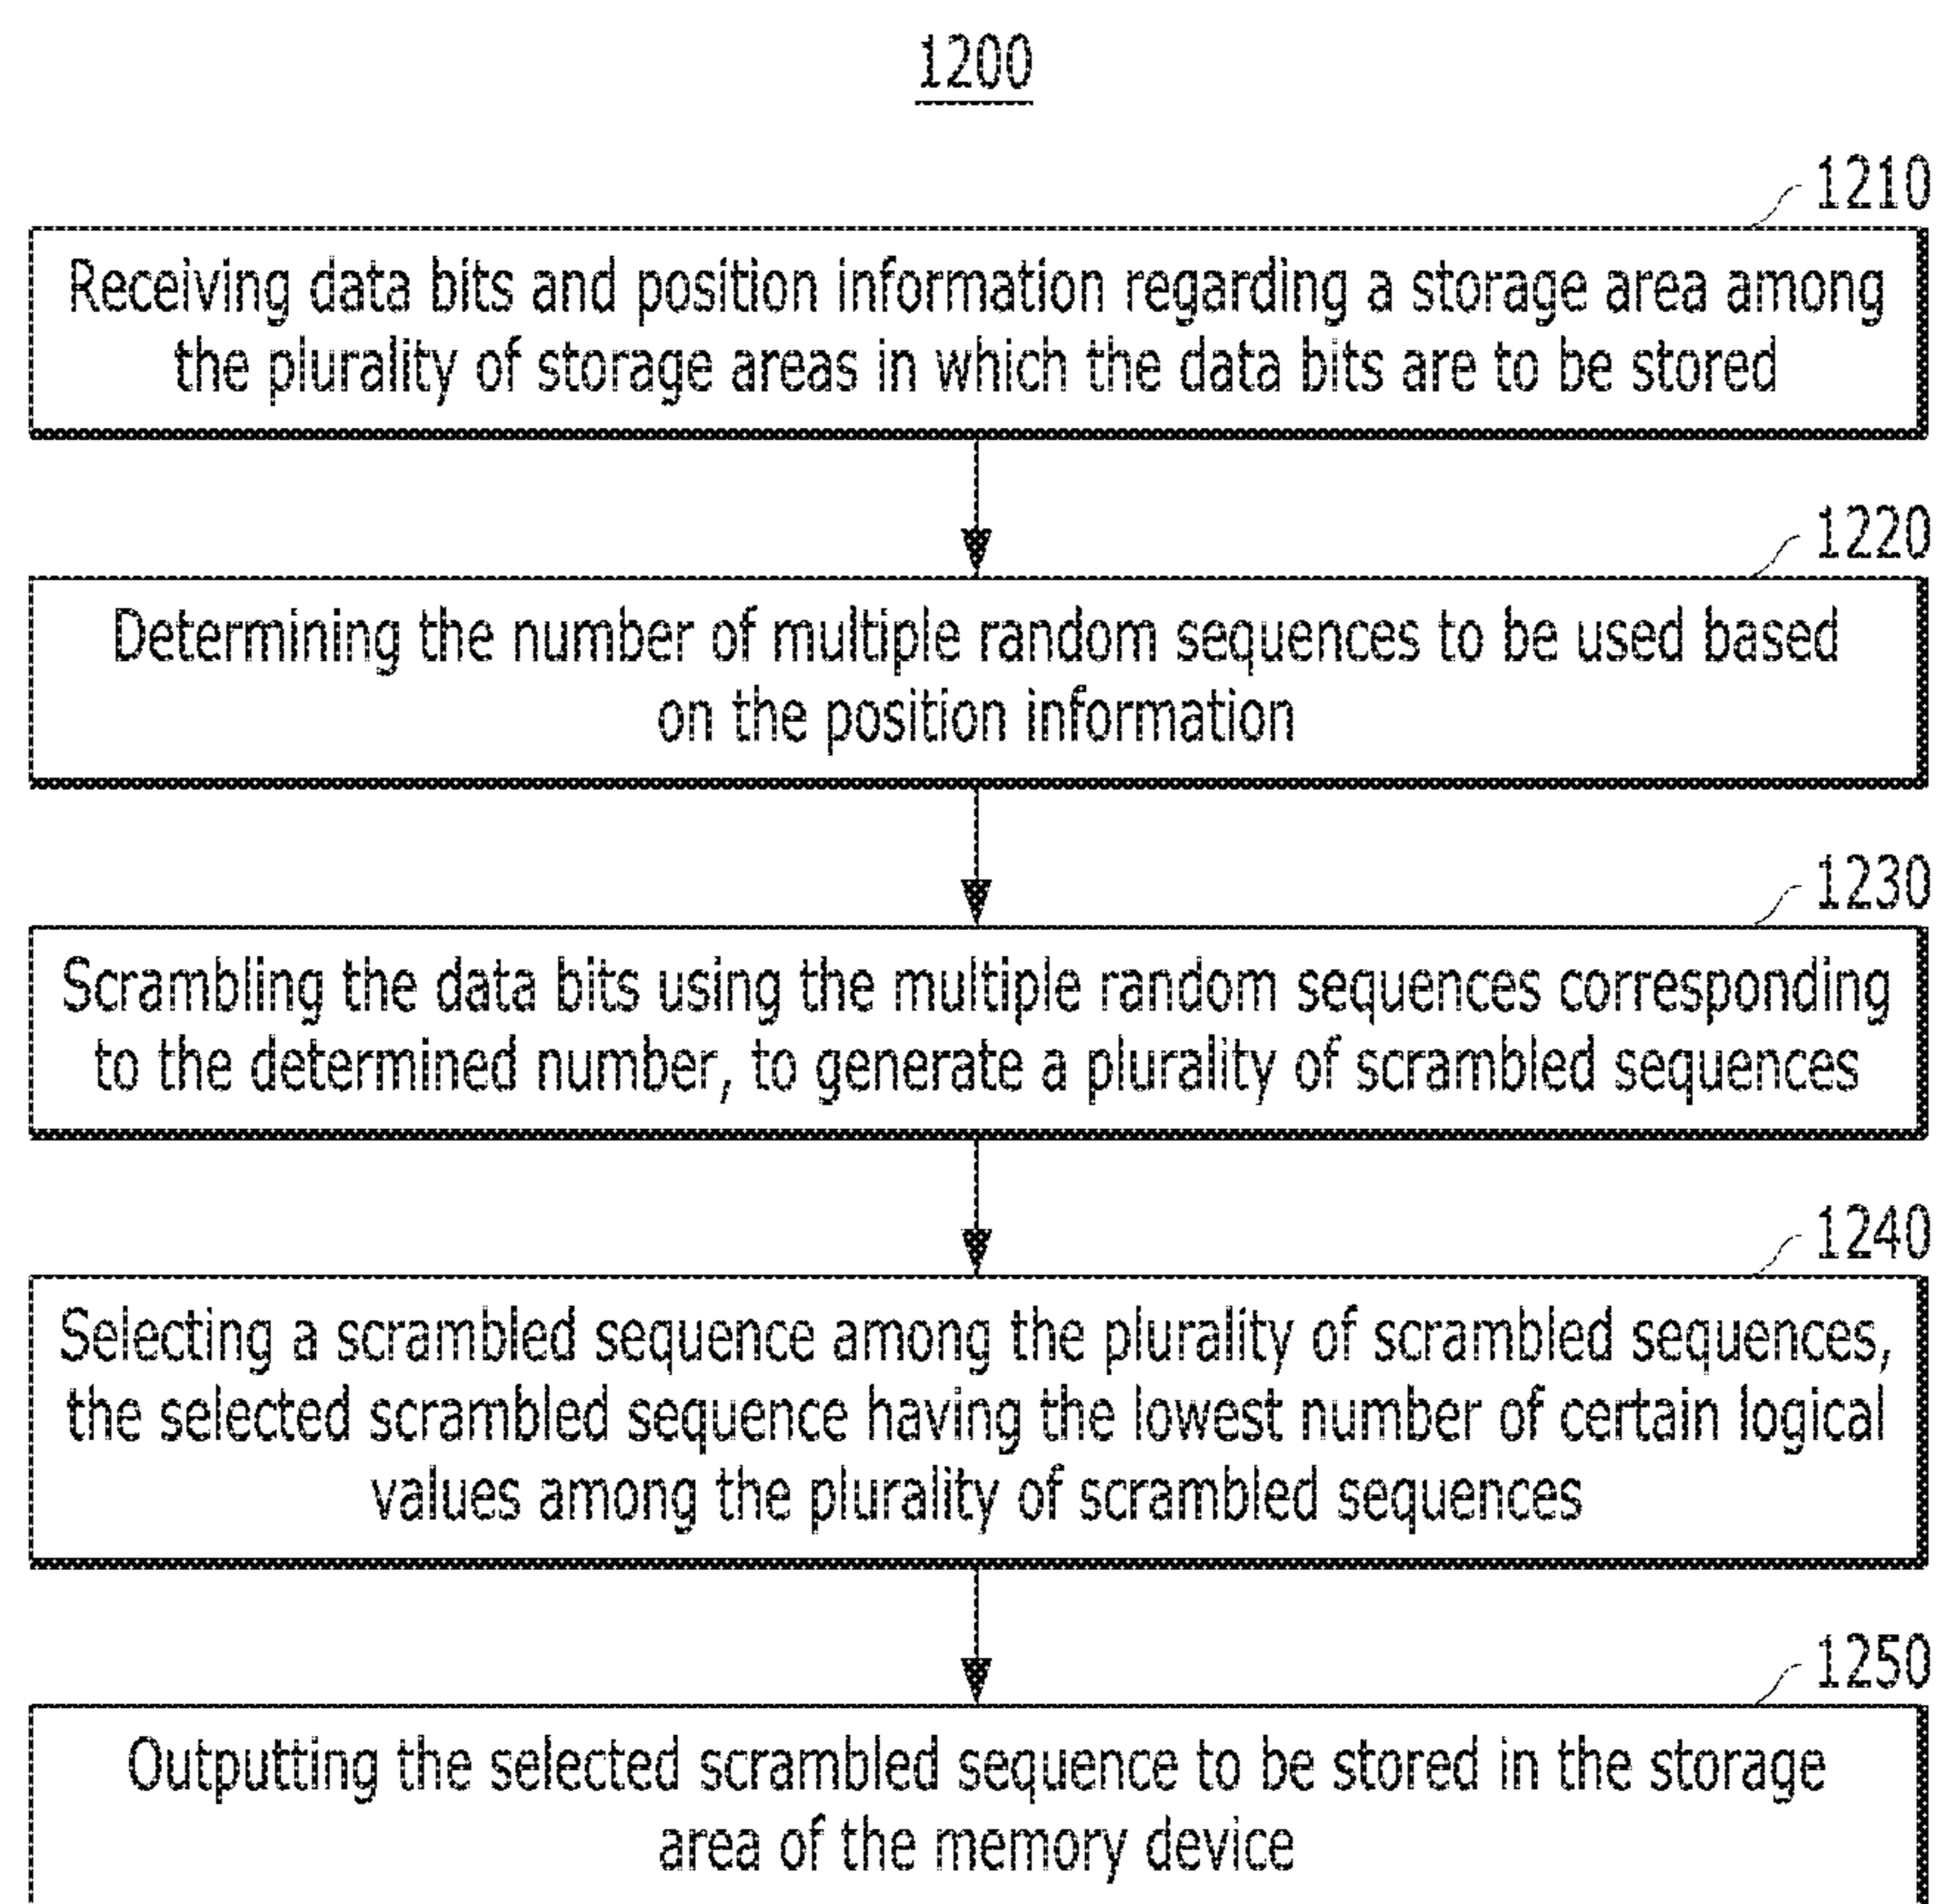 1200
1210
Receiving data bits and position information regarding a storage area among
the plurality of storage areas in which the data bits are to be stored
1220
Determining the number of multiple random sequences to be used based
on the position information
1230
Scrambling the data bits using the multiple random sequences corresponding
to the determined number, to generate a plurality of scrambled sequences
1240
Selecting a scrambled sequence among the plurality of scrambled sequences,
the selected scrambled sequence having the lowest number of certain logical
values among the plurality of scrambled sequences
1250
Outputting the selected scrambled sequence to be stored in the storage
area of the memory device